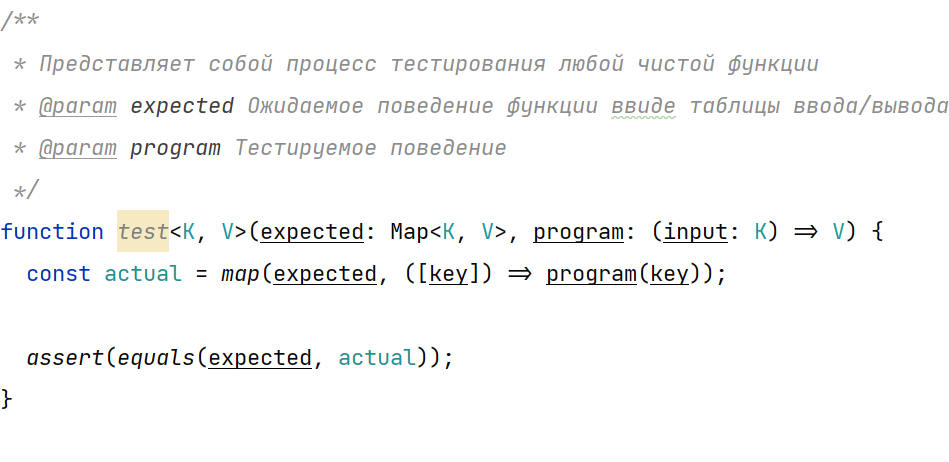 /**
 * Представляет собой процесс тестирования любой чистой функции
 * @param expected Ожидаемое поведение функции ввиде таблицы ввода/вывода
 * @param program Тестируемое поведение
 */
function test<K, V>(expected: Map<K, V>, program: (input: K) => V) {
  const actual = map(expected, ([key]) => program(key));
  assert(equals(expected, actual));
}